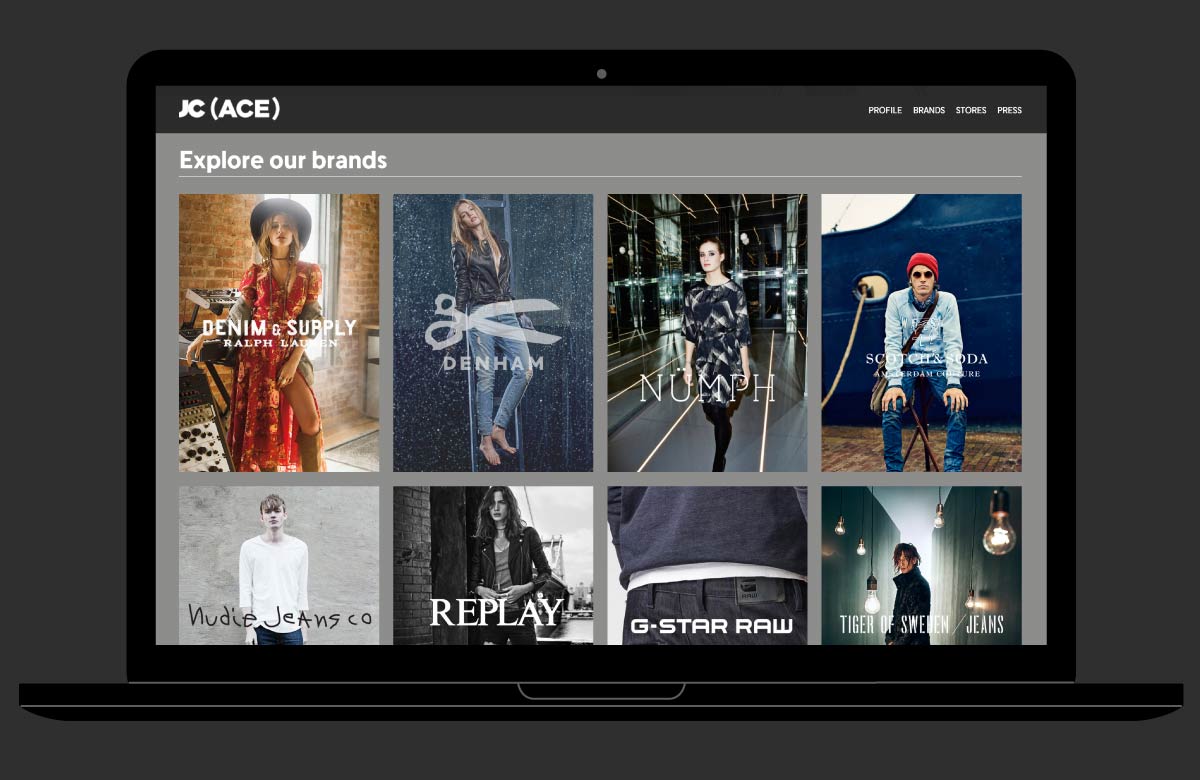 JC (ACE)
PROFILE BRANDS STORES PRESS
Explore our brands
DENIM & SUPPLY
RALPH LAUREN
DENHAM
NÜMPH
SCOTCH & SODA
AMSTERDAM COUTURE
Nudie Jeans co
REPLAY
RAW
G-STAR RAW
TIGER OF SWEDEN / JEANS